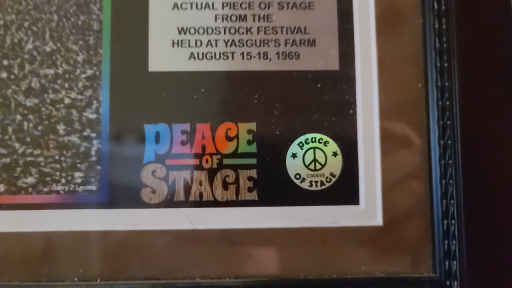 ACTUAL PIECE OF STAGE
FROM THE
WOODSTOCK FESTIVAL
HELD AT YASGUR'S FARM
AUGUST 15-18, 1969
PEACE
OF
STAGE
peace
OF STAGE